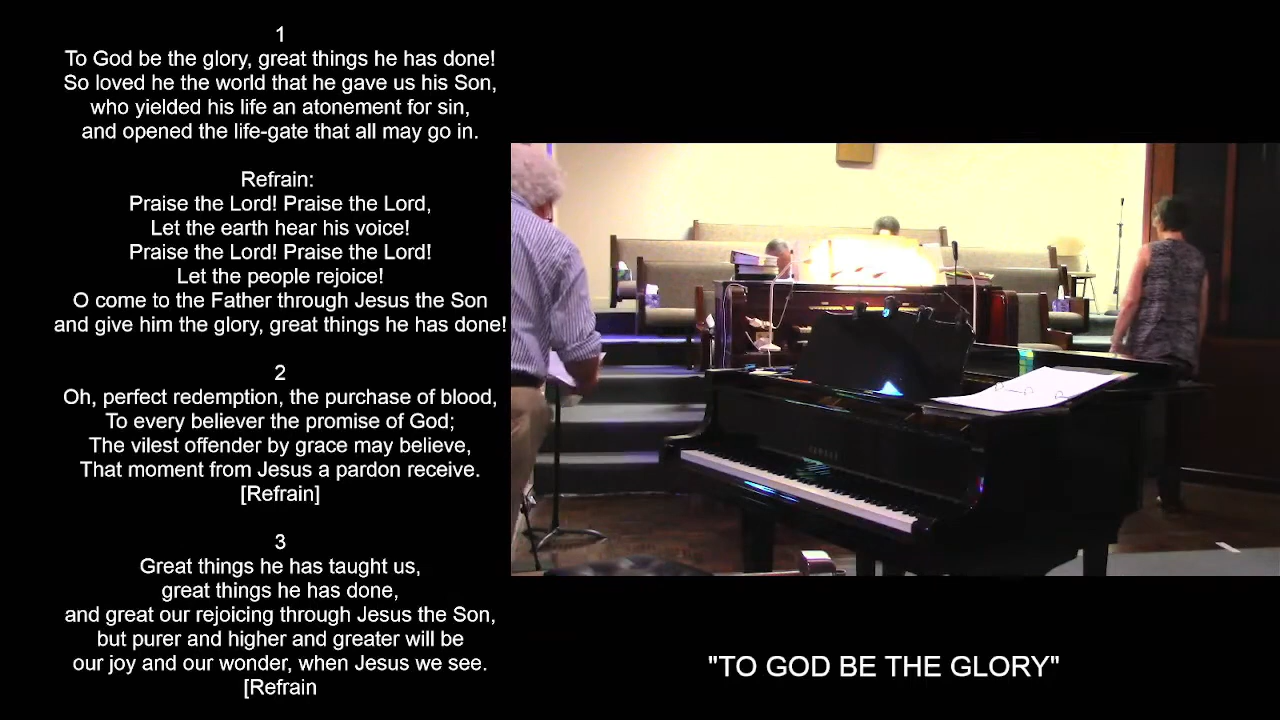 1
To God be the glory, great things he has done!
So loved he the world that he gave us his Son,
who yielded his life an atonement for sin,
and opened the life-gate that all may go in.
Refrain:
Praise the Lord! Praise the Lord,
Let the earth hear his voice!
Praise the Lord! Praise the Lord!
Let the people rejoice!
O come to the Father through Jesus the Son
and give him the glory, great things he has done!
2
Oh, perfect redemption, the purchase of blood,
To every believer the promise of God;
The vilest offender by grace may believe,
That moment from Jesus a pardon receive.
[Refrain]
3
Great things he has taught us,
great things he has done,
and great our rejoicing through Jesus the Son,
but purer and higher and greater will be
our joy and our wonder, when Jesus we see.
[Refrain
YAMAHA
"TO GOD BE THE GLORY"